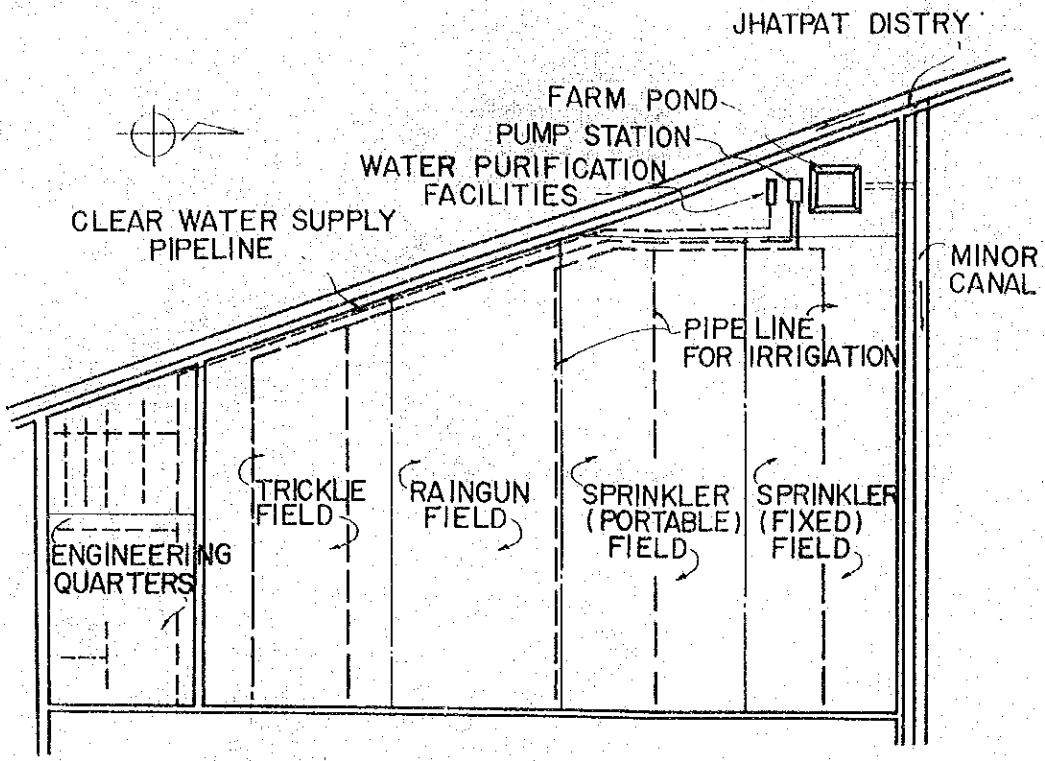 JHATPAT DISTRY
FARM POND
PUMP STATION
WATER PURIFICATION
FACILITIES
CLEAR WATER SUPPLY
PIPELINE
MINOR
CANAL
PIPE LINE
FOR IRRIGATION
TRICKLE
FIELD
RAINGUN
FIELD
SPRINKLER
(PORTABLE)
FIELD
SPRINKLER
(FIXED)
FIELD
ENGINEERING
QUARTERS